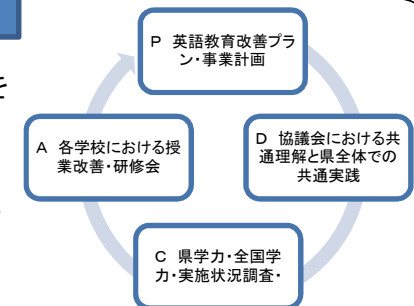 P 英語教育改善プラ
ン・事業計画
を
A 各学校における授
業改善・研修会
D 協議会における共
通理解と県全体での
共通実践
C 県学力・全国学
力・実施状況調査・